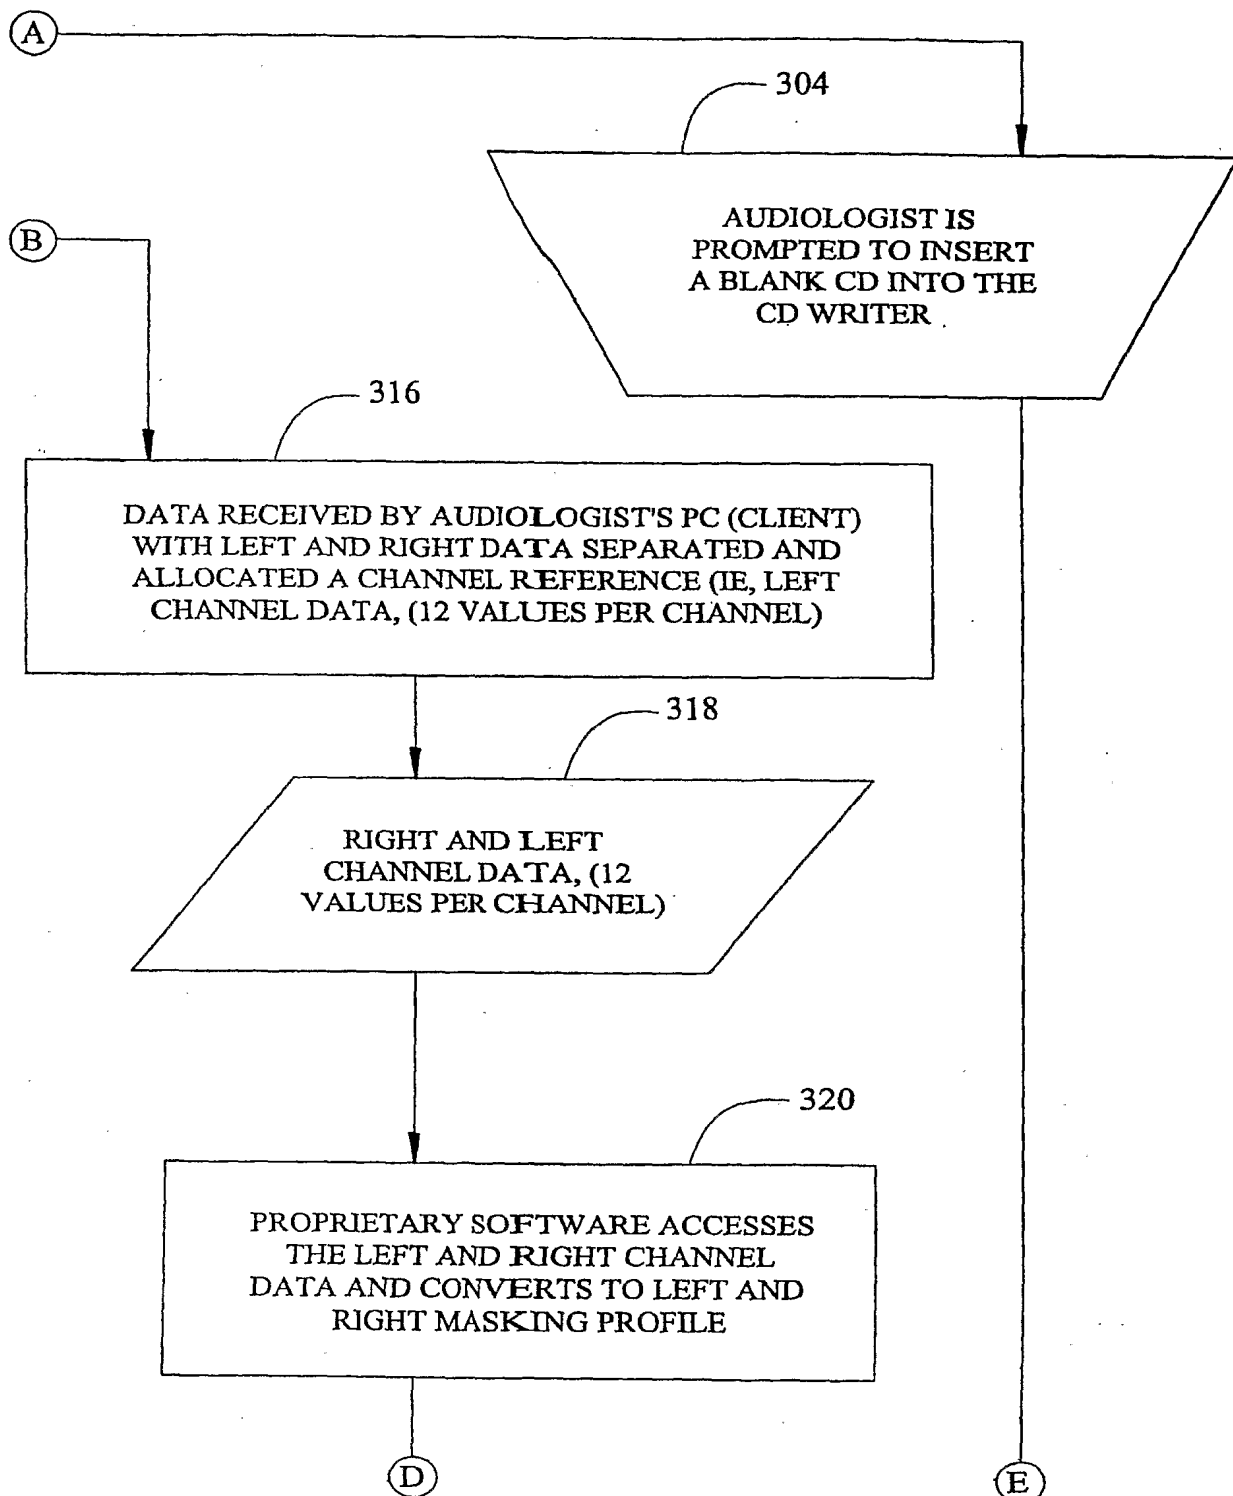 A
304
AUDIOLOGIST IS
PROMPTED TO INSERT
A BLANK CD INTO THE
CD WRITER
B
316
DATA RECEIVED BY AUDIOLOGIST'S PC (CLIENT)
WITH LEFT AND RIGHT DATA SEPARATED AND
ALLOCATED A CHANNEL REFERENCE (IE, LEFT
CHANNEL DATA, (12 VALUES PER CHANNEL)
318
RIGHT AND LEFT
CHANNEL DATA, (12
VALUES PER CHANNEL)
320
PROPRIETARY SOFTWARE ACCESSES
THE LEFT AND RIGHT CHANNEL
DATA AND CONVERTS TO LEFT AND
RIGHT MASKING PROFILE
D
E